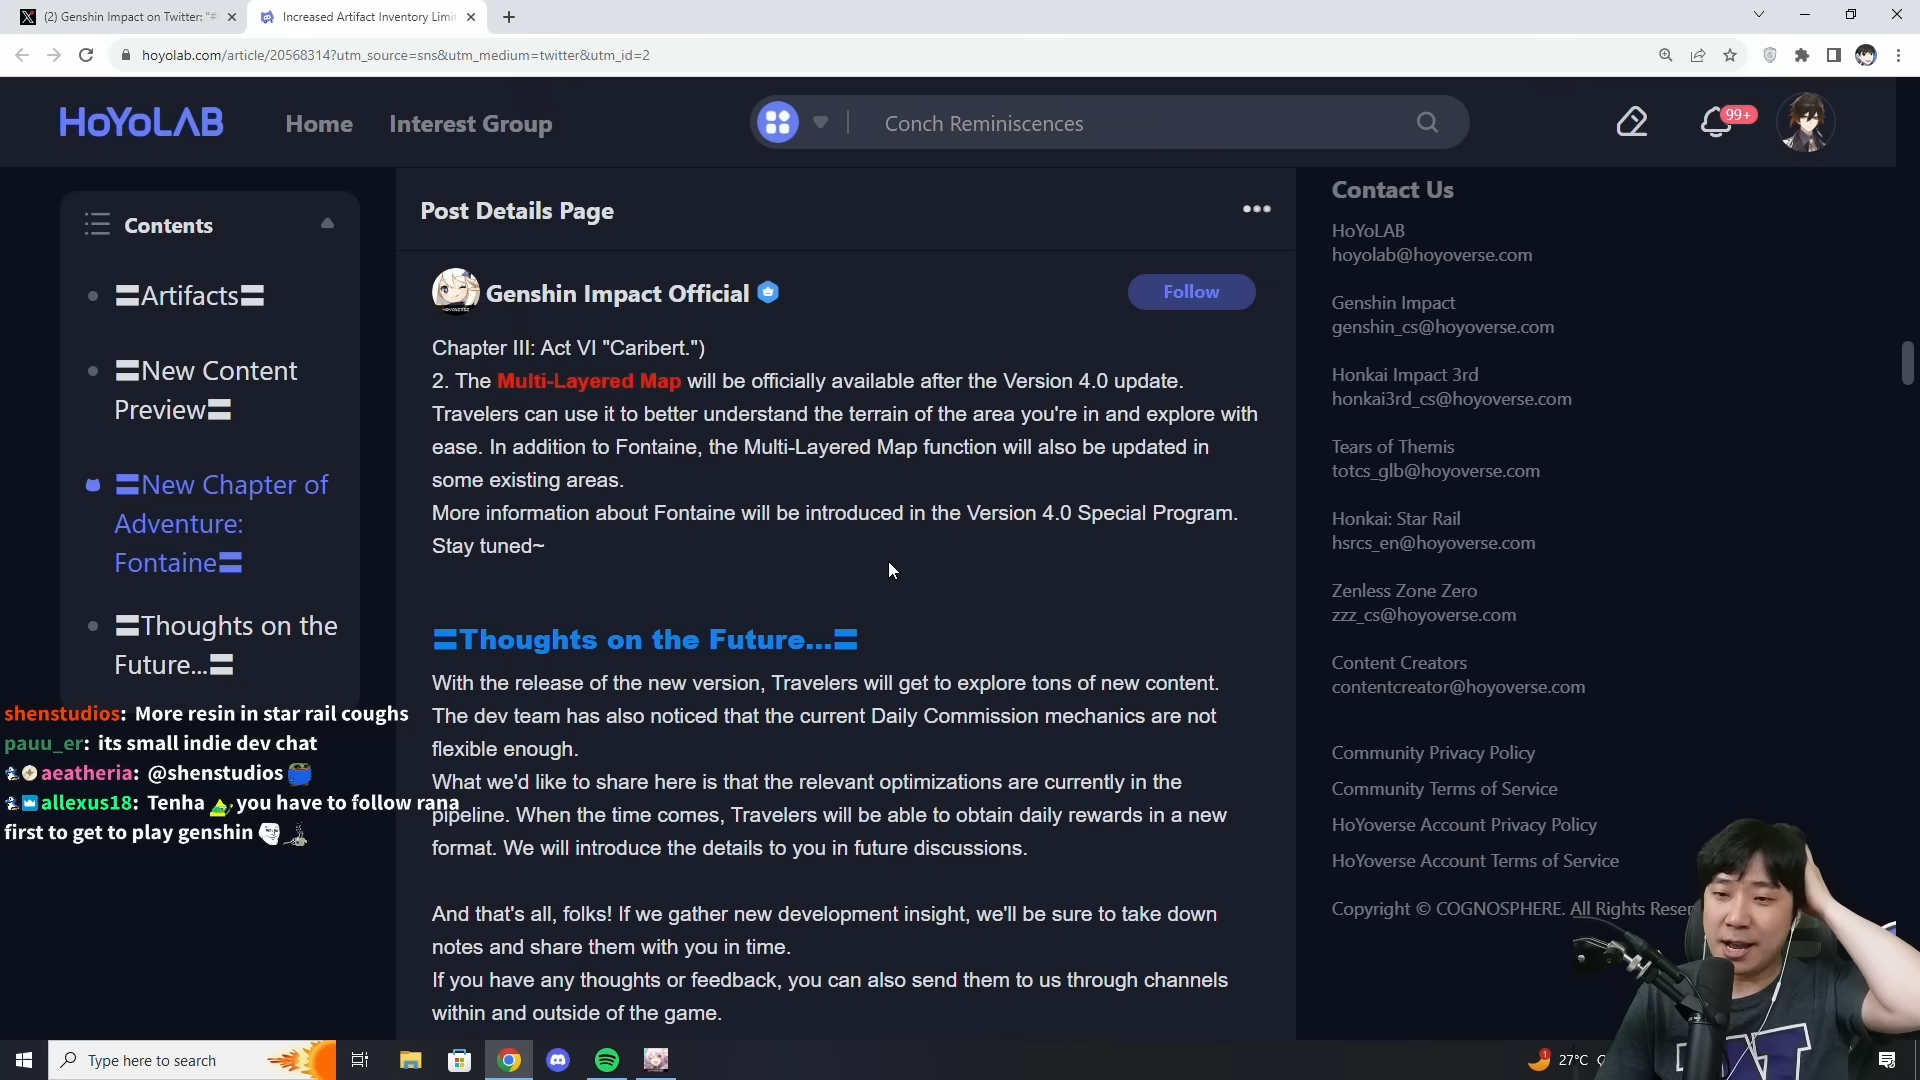 (2) Genshin Impact on Twitter: "#
Increased Artifact Inventory Limit
hoyolab.com/article/20568314?utm_source=sns&utm_medium=twitter&utm_id=2
HoYoLAB
Home
Interest Group
Conch Reminiscences
99+
Contents
〓Artifacts〓
〓New Content
Preview〓
〓New Chapter of
Adventure:
Fontaine〓
〓Thoughts on the
Future...〓
Post Details Page
Genshin Impact Official
Follow
Chapter III: Act VI "Caribert.")
2. The Multi-Layered Map will be officially available after the Version 4.0 update.
Travelers can use it to better understand the terrain of the area you're in and explore with
ease. In addition to Fontaine, the Multi-Layered Map function will also be updated in
some existing areas.
More information about Fontaine will be introduced in the Version 4.0 Special Program.
Stay tuned~
〓Thoughts on the Future...〓
With the release of the new version, Travelers will get to explore tons of new content.
The dev team has also noticed that the current Daily Commission mechanics are not
flexible enough.
What we'd like to share here is that the relevant optimizations are currently in the
pipeline. When the time comes, Travelers will be able to obtain daily rewards in a new
format. We will introduce the details to you in future discussions.
And that's all, folks! If we gather new development insight, we'll be sure to take down
notes and share them with you in time.
If you have any thoughts or feedback, you can also send them to us through channels
within and outside of the game.
Contact Us
HoYoLAB
hoyolab@hoyoverse.com
Genshin Impact
genshin_cs@hoyoverse.com
Honkai Impact 3rd
honkai3rd_cs@hoyoverse.com
Tears of Themis
totcs_glb@hoyoverse.com
Honkai: Star Rail
hsrcs_en@hoyoverse.com
Zenless Zone Zero
zzz_cs@hoyoverse.com
Content Creators
contentcreator@hoyoverse.com
Community Privacy Policy
Community Terms of Service
HoYoverse Account Privacy Policy
HoYoverse Account Terms of Service
Copyright © COGNOSPHERE. All Rights Reser
shenstudios: More resin in star rail coughs
pauu_er: its small indie dev chat
aeatheria: @shenstudios
allexus18: Tenha you have to follow rana
first to get to play genshin
Type here to search
1
27°C